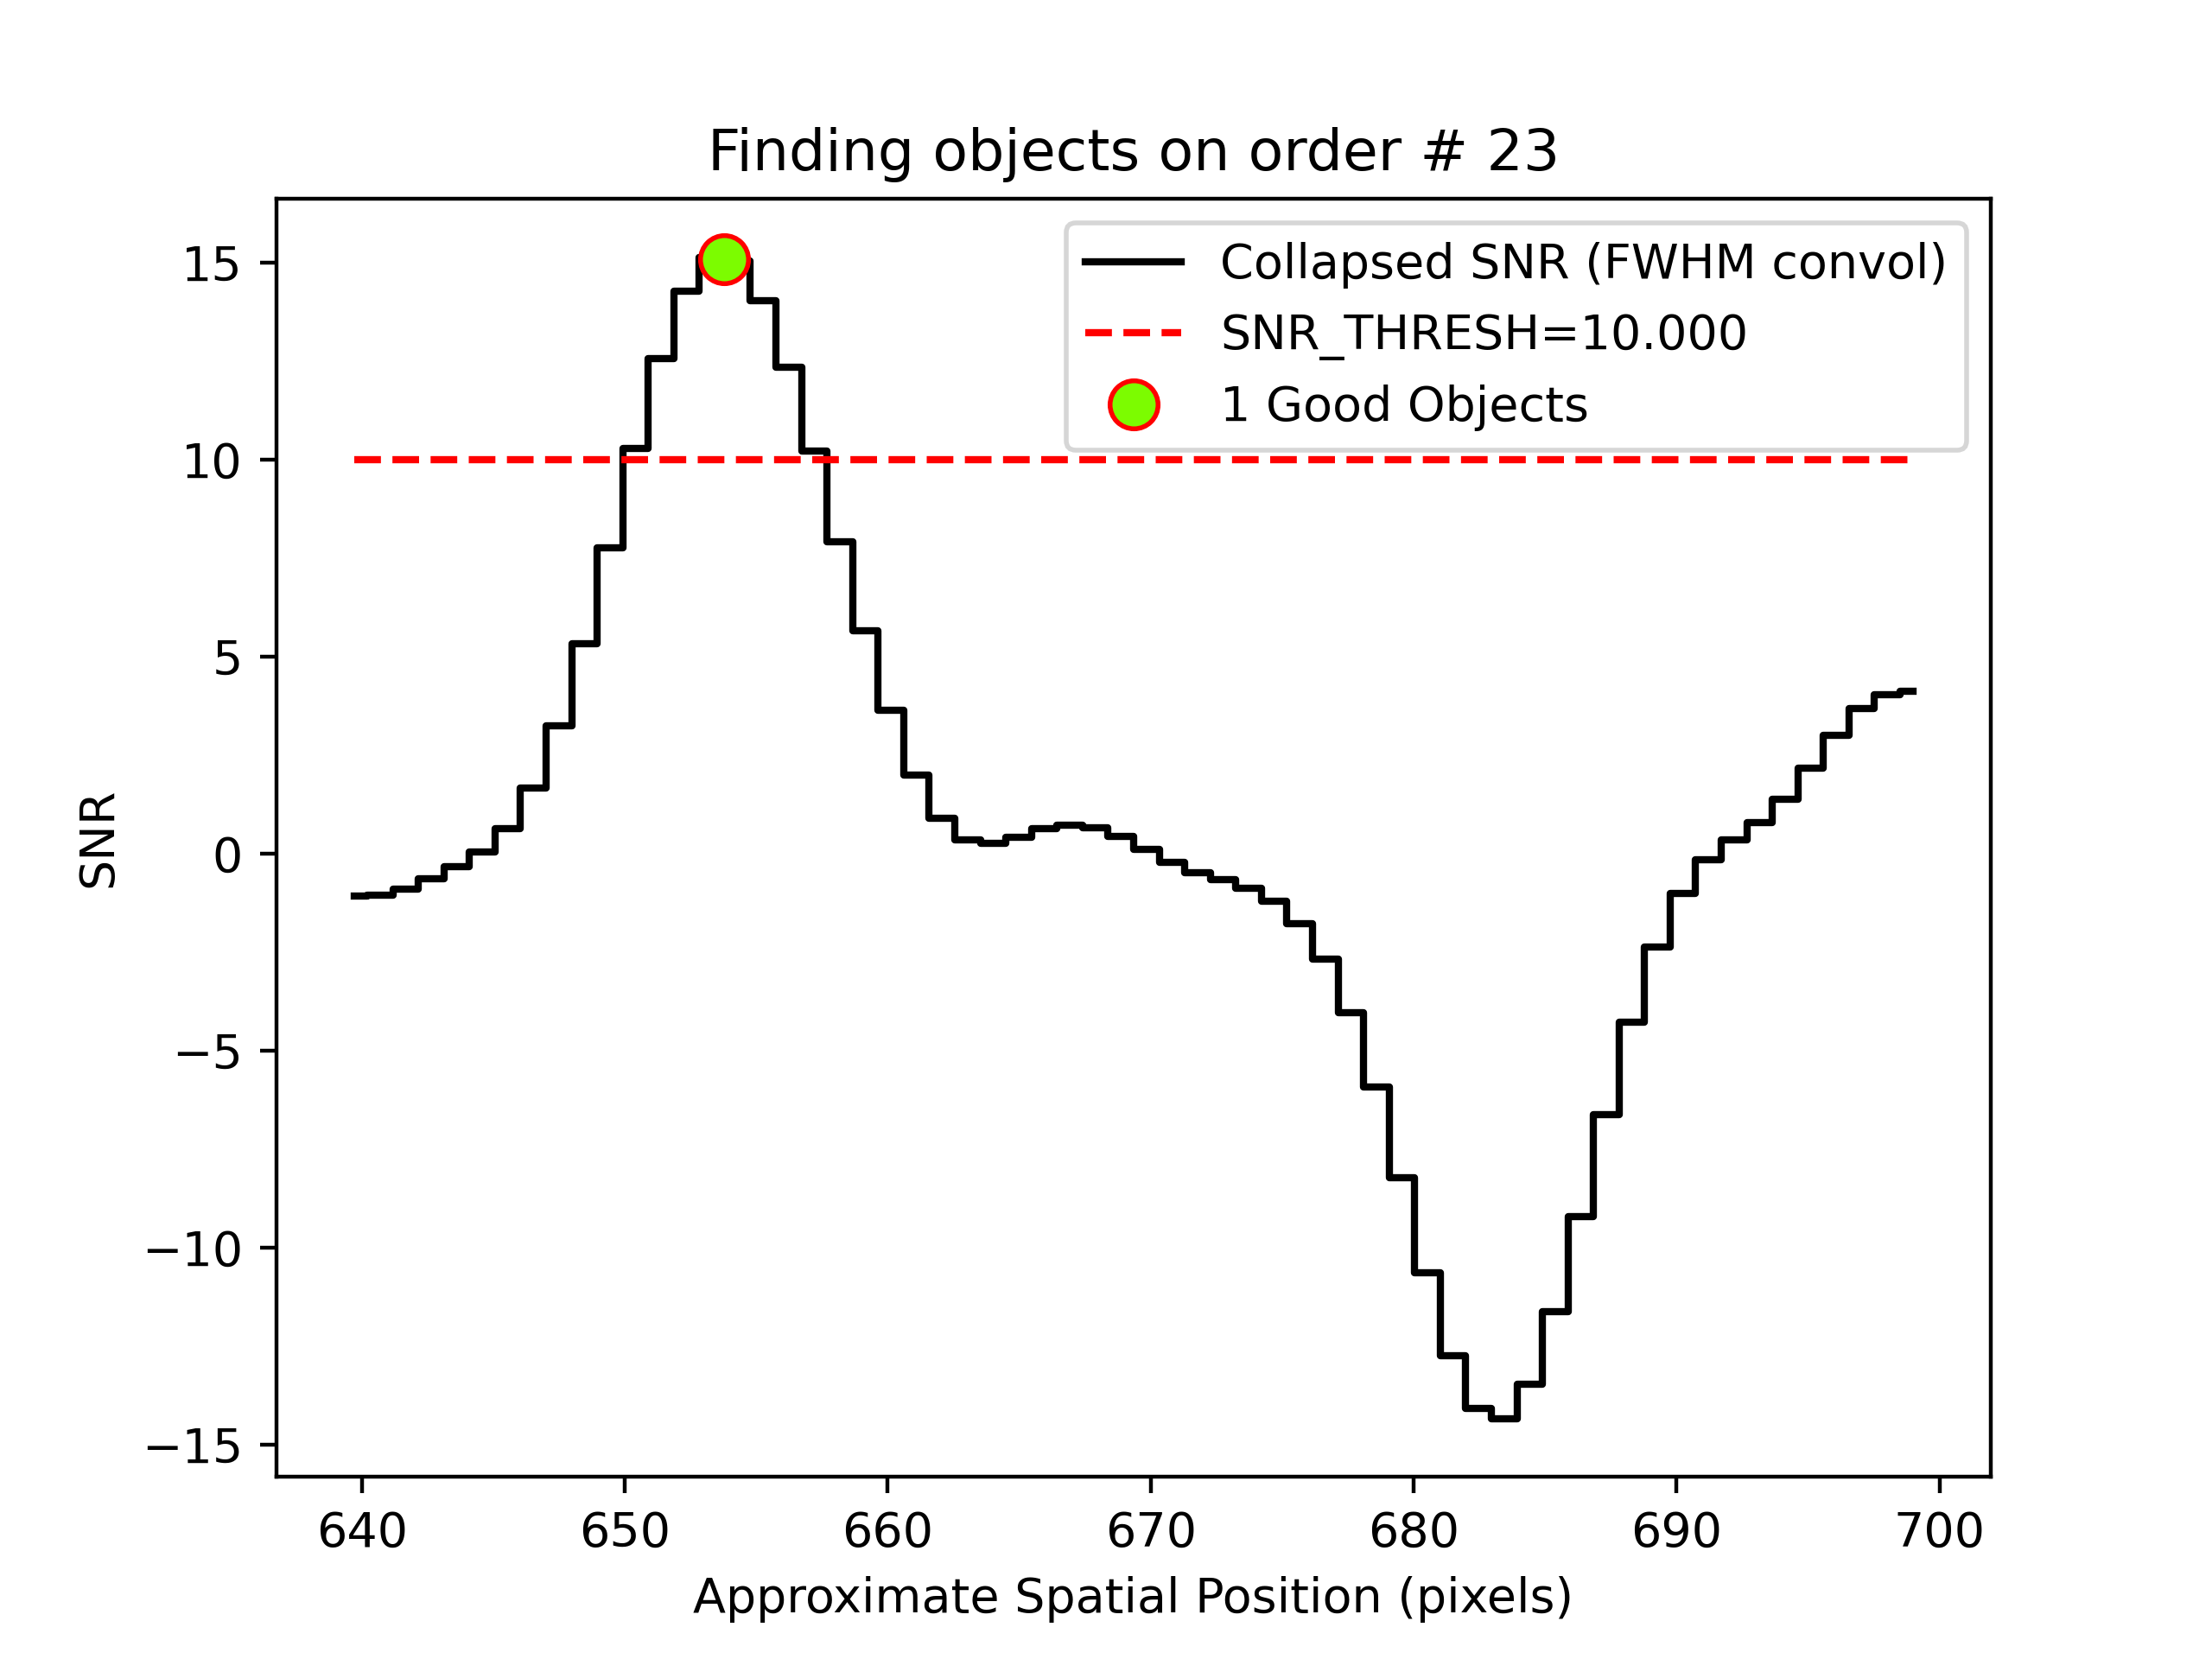 Finding objects on order # 23
Collapsed SNR (FWHM convol)
SNR_THRESH=10.000
1 Good Objects
15
10
5
0
−5
−10
−15
SNR
640 650 660 670 680 690 700
Approximate Spatial Position (pixels)